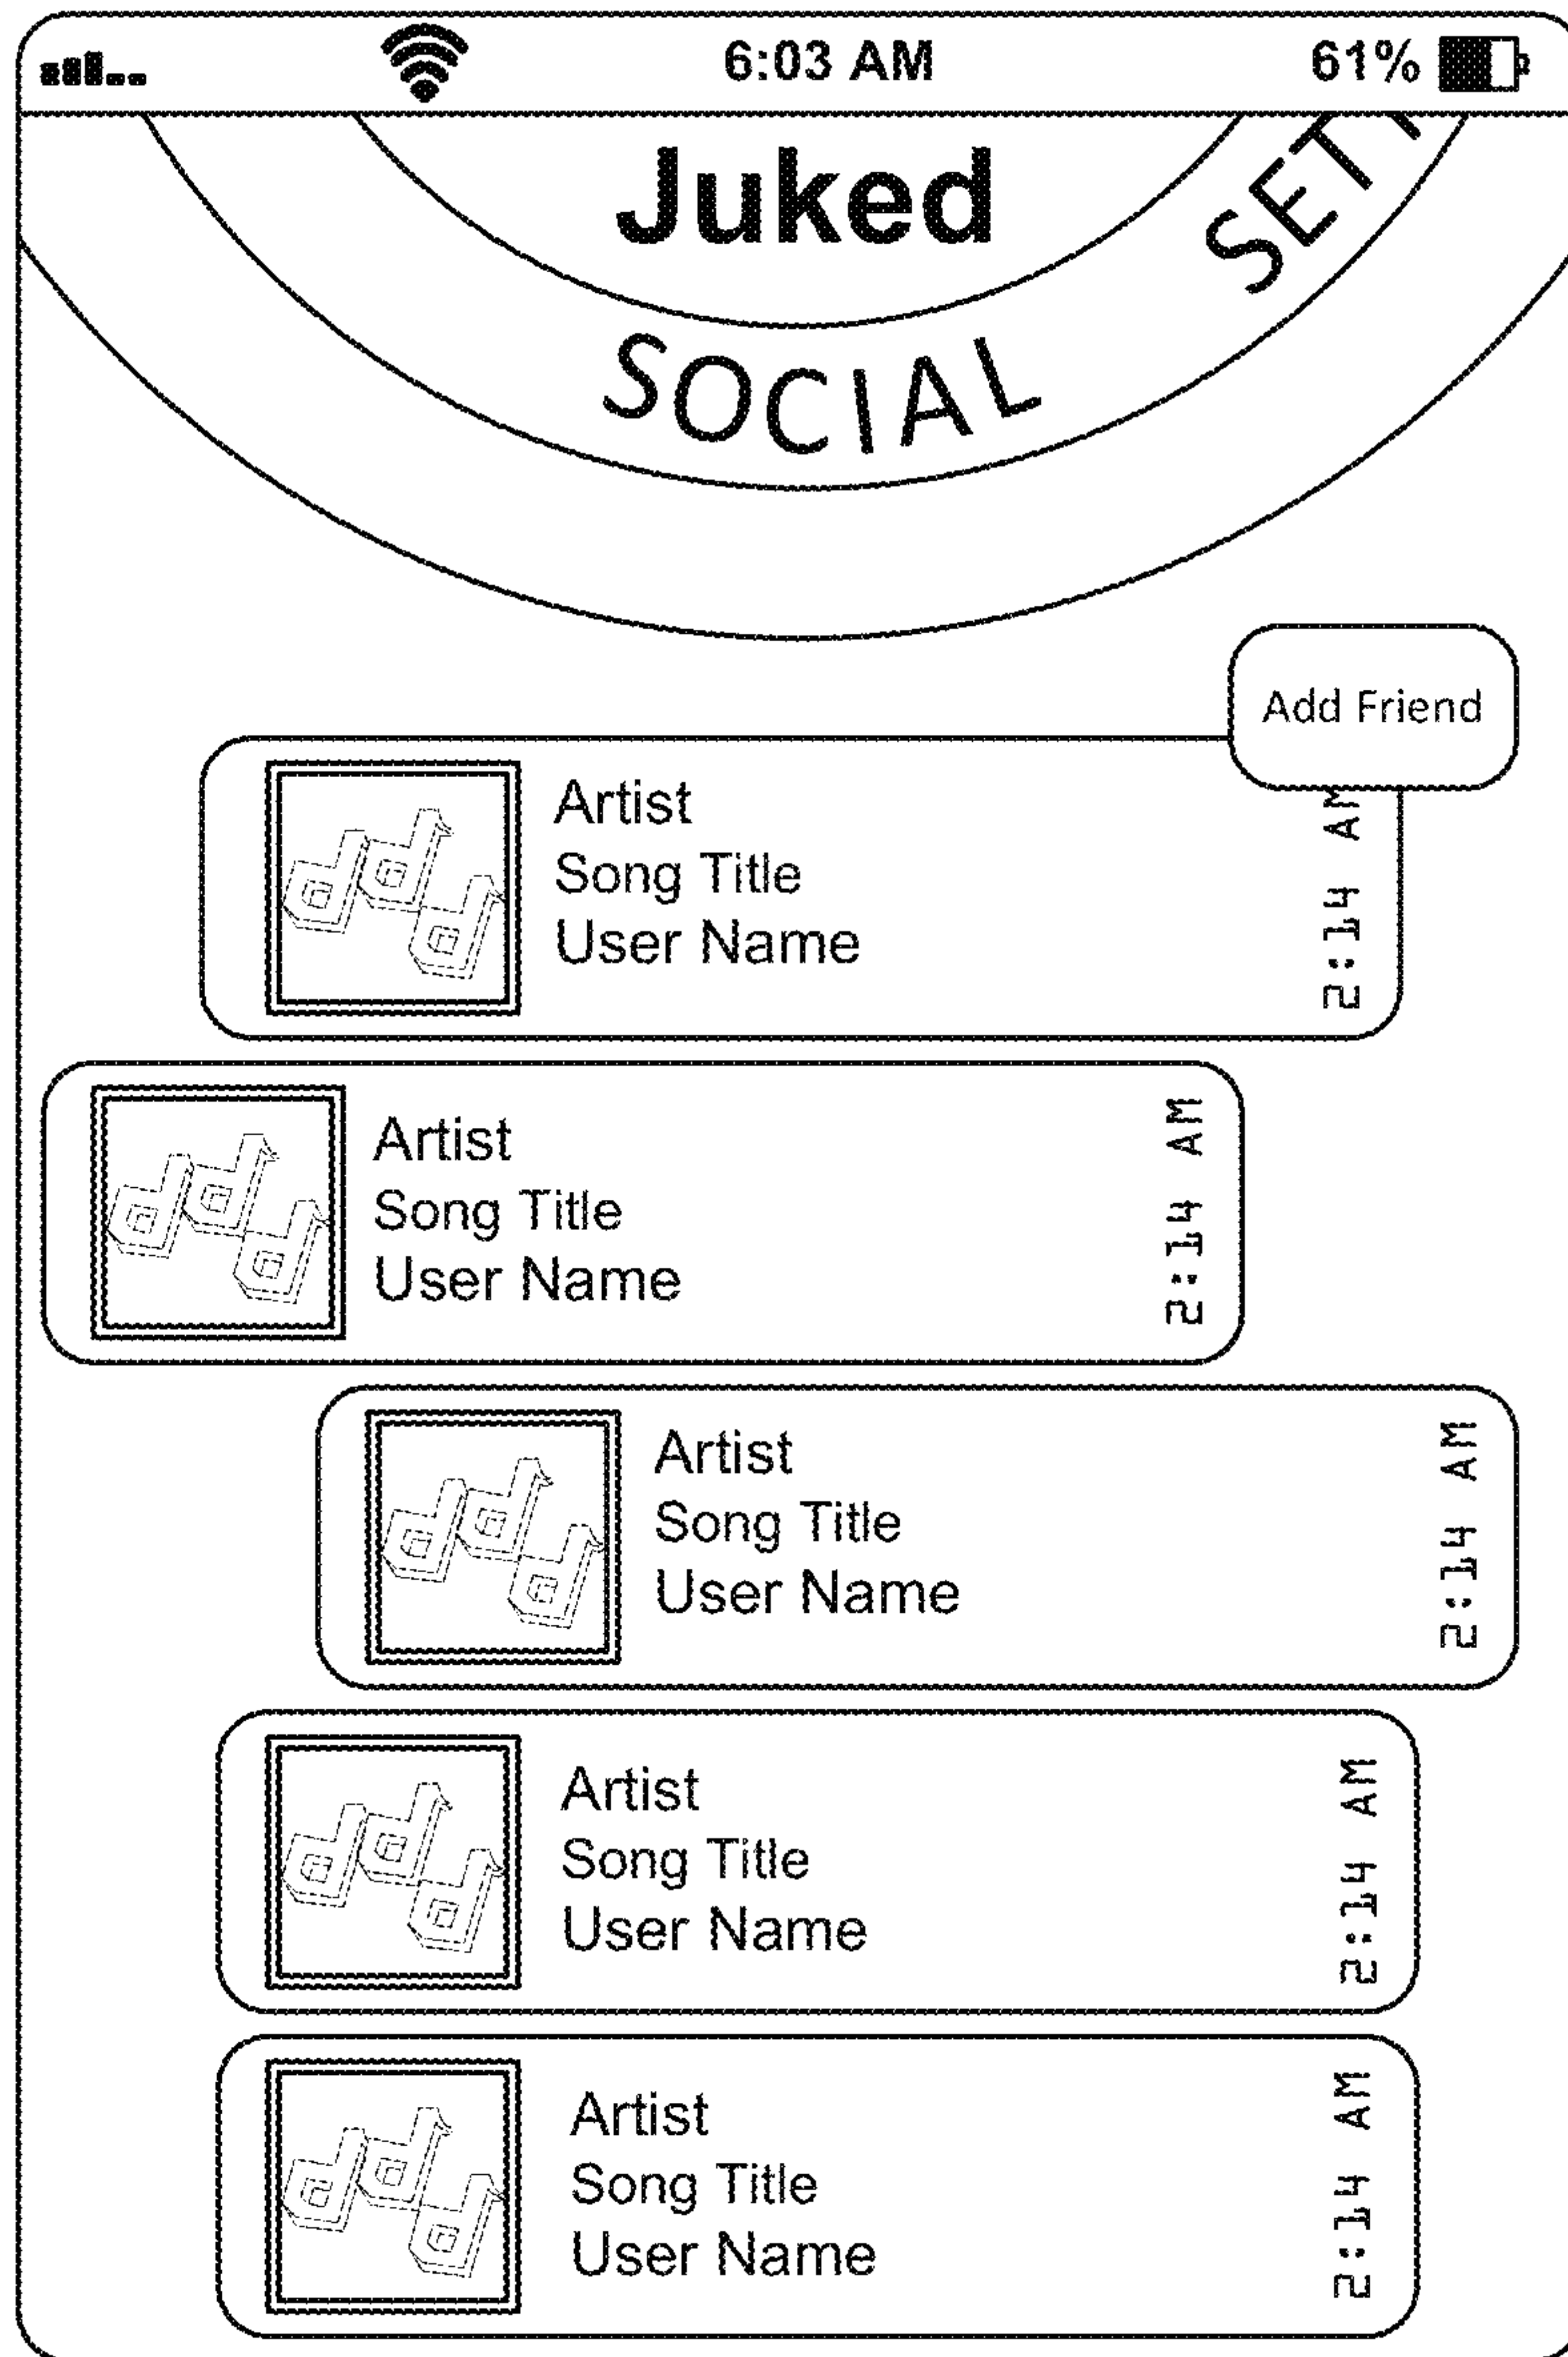 6:03 AM 61%
Juked
SETT
SOCIAL
Add Friend
Artist
Song Title
User Name
2:14 AM
Artist
Song Title
User Name
2:14 AM
Artist
Song Title
User Name
2:14 AM
Artist
Song Title
User Name
2:14 AM
Artist
Song Title
User Name
2:14 AM